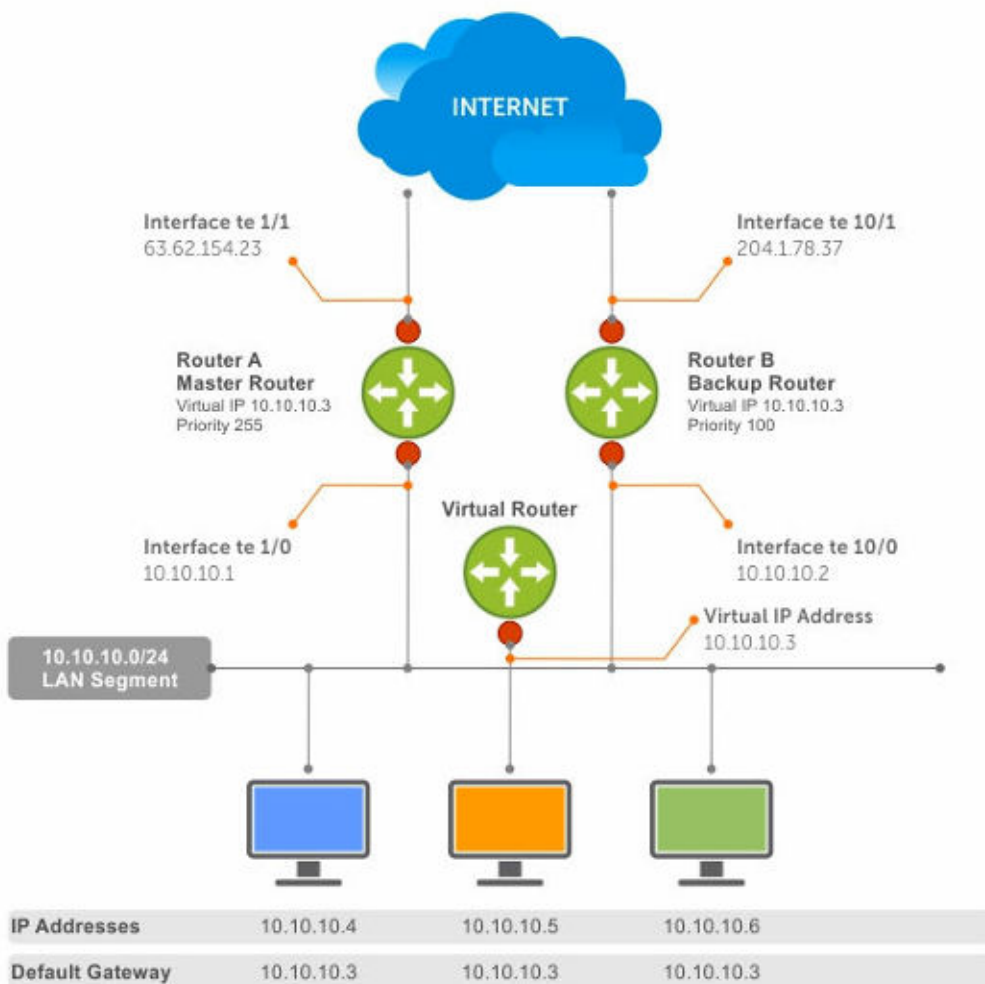 INTERNET
Interface te 1/1
63.62.154.23
Interface te 10/1
204.1.78.37
Router A
Master Router
Virtual IP 10.10.10.3
Priority 255
Router B
Backup Router
Virtual IP 10.10.10.3
Priority 100
Virtual Router
Interface te 1/0
10.10.10.1
Interface te 10/0
10.10.10.2
Virtual IP Address
10.10.10.3
10.10.10.0/24
LAN Segment
IP Addresses 10.10.10.4 10.10.10.5 10.10.10.6
Default Gateway 10.10.10.3 10.10.10.3 10.10.10.3